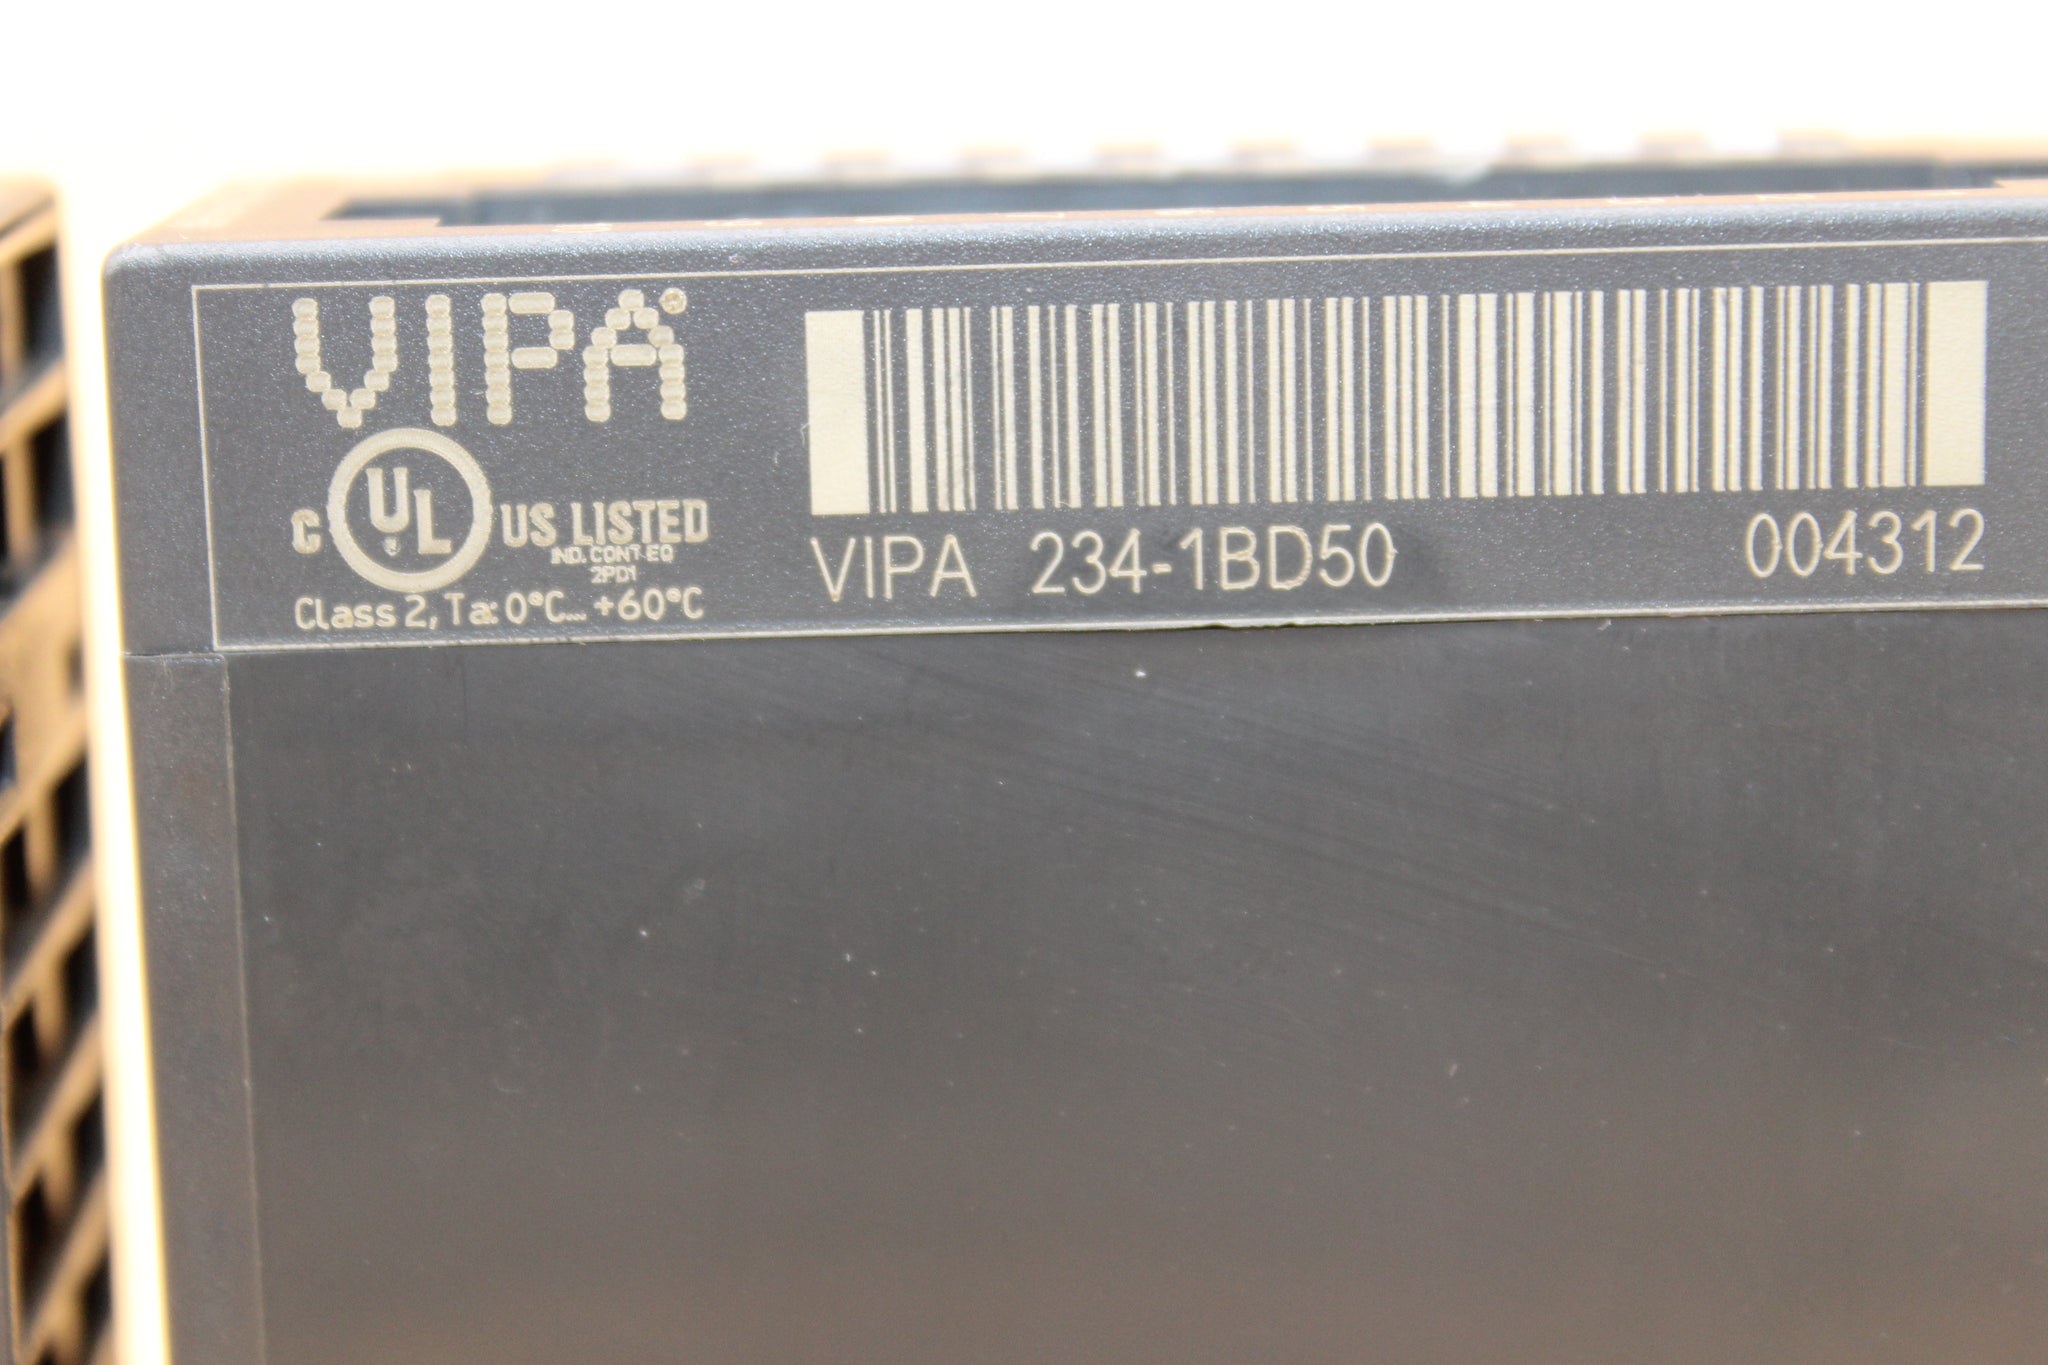 VIPA®
C UL US LISTED
IND. CONT. EQ
2PD1
Class 2, Ta: 0°C... +60°C
VIPA 234-1BD50 004312